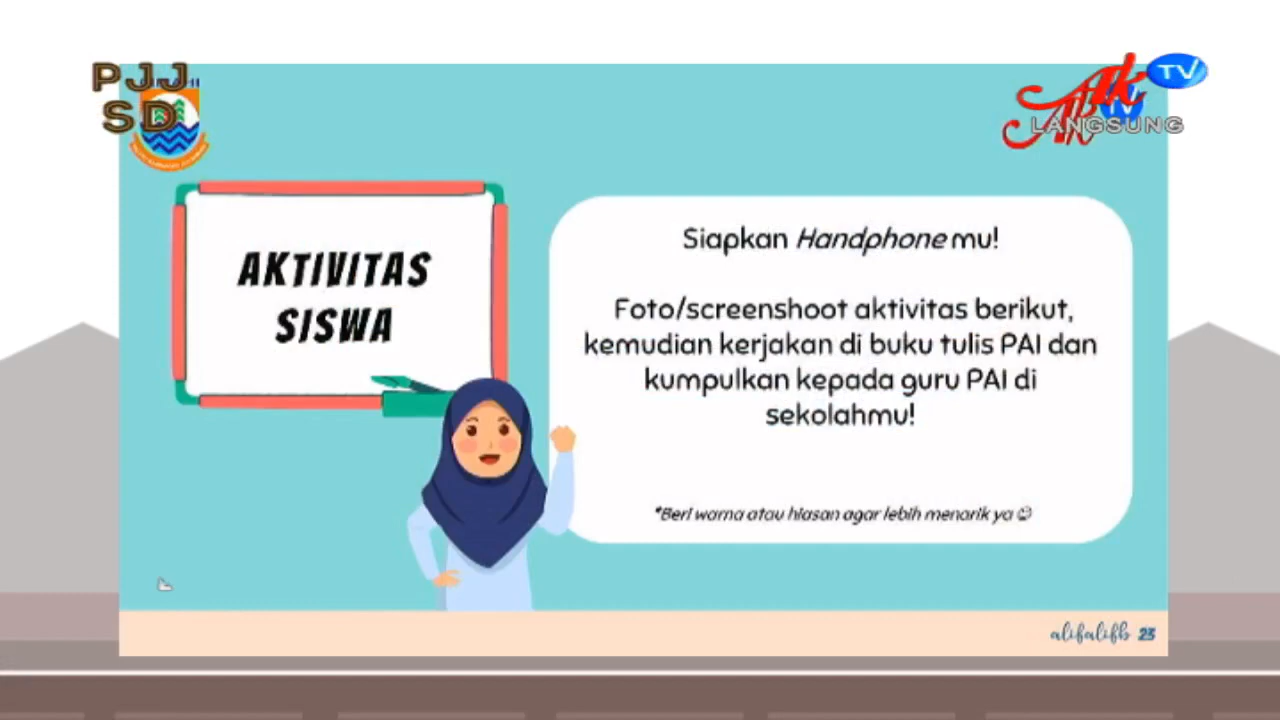 PJJ
SD
TV
LANGSUNG
AKTIVITAS
SISWA
Siapkan Handphone mu!
Foto/screenshoot aktivitas berikut,
kemudian kerjakan di buku tulis PAI dan
kumpulkan kepada guru PAI di
sekolahmu!
*Beri warna atau hiasan agar lebih menarik ya 😊
alifalifb 23